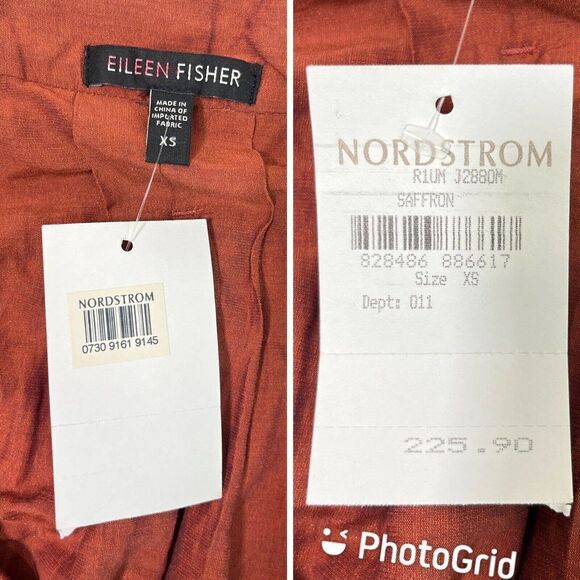 EILEEN FISHER
MADE IN
CHINA OF
IMPORTED
FABRIC
XS
NORDSTROM
0730 9161 9145
NORDSTROM
R1UM J2880M
SAFFRON
828486 886617
Size XS
Dept: 011
225.90
PhotoGrid